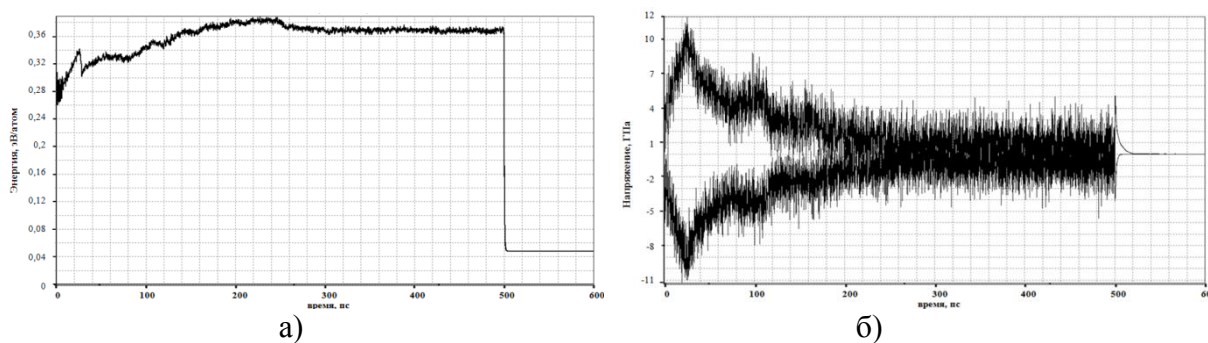 0,36
0,32
0,28
0,24
0,2
0,16
0,12
0,08
0,04
0
Энергия, эВ/атом
0 100 200 300 400 500 600
время, пс
а)
12
10
7
4
1
-2
-5
-8
-11
Напряжение, ГПа
0 100 200 300 400 500 60
время, пс
б)